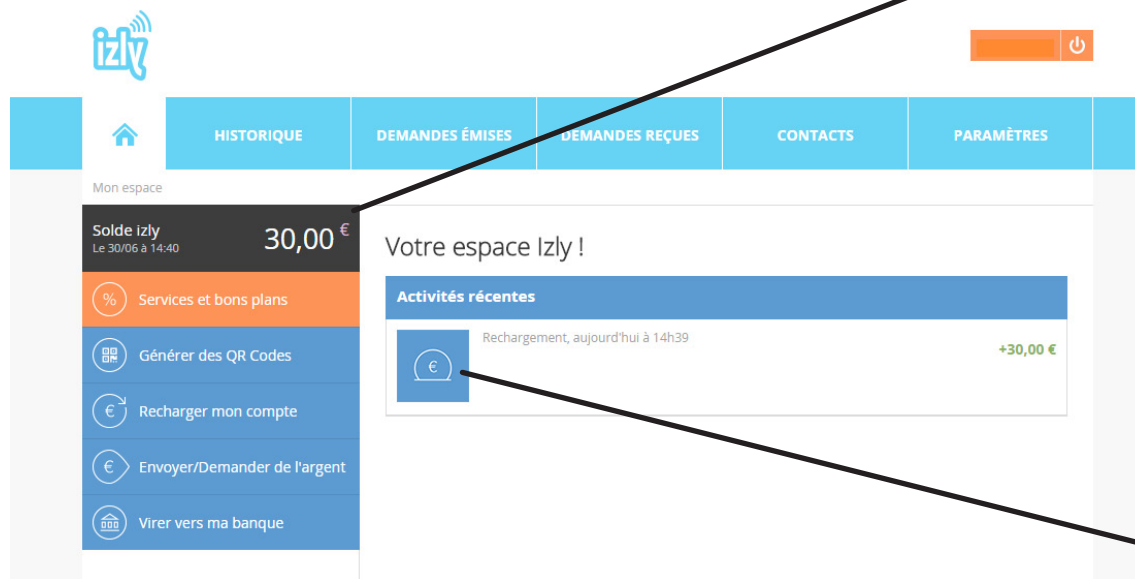 izly
HISTORIQUE
DEMANDES ÉMISES
DEMANDES REÇUES
CONTACTS
PARAMÈTRES
Mon espace
Solde izly
Le 30/06 à 14:40
30,00 €
% Services et bons plans
Générer des QR Codes
€ Recharger mon compte
€ Envoyer/Demander de l'argent
Virer vers ma banque
Votre espace Izly !
Activités récentes
€
Rechargement, aujourd'hui à 14h39
+30,00 €